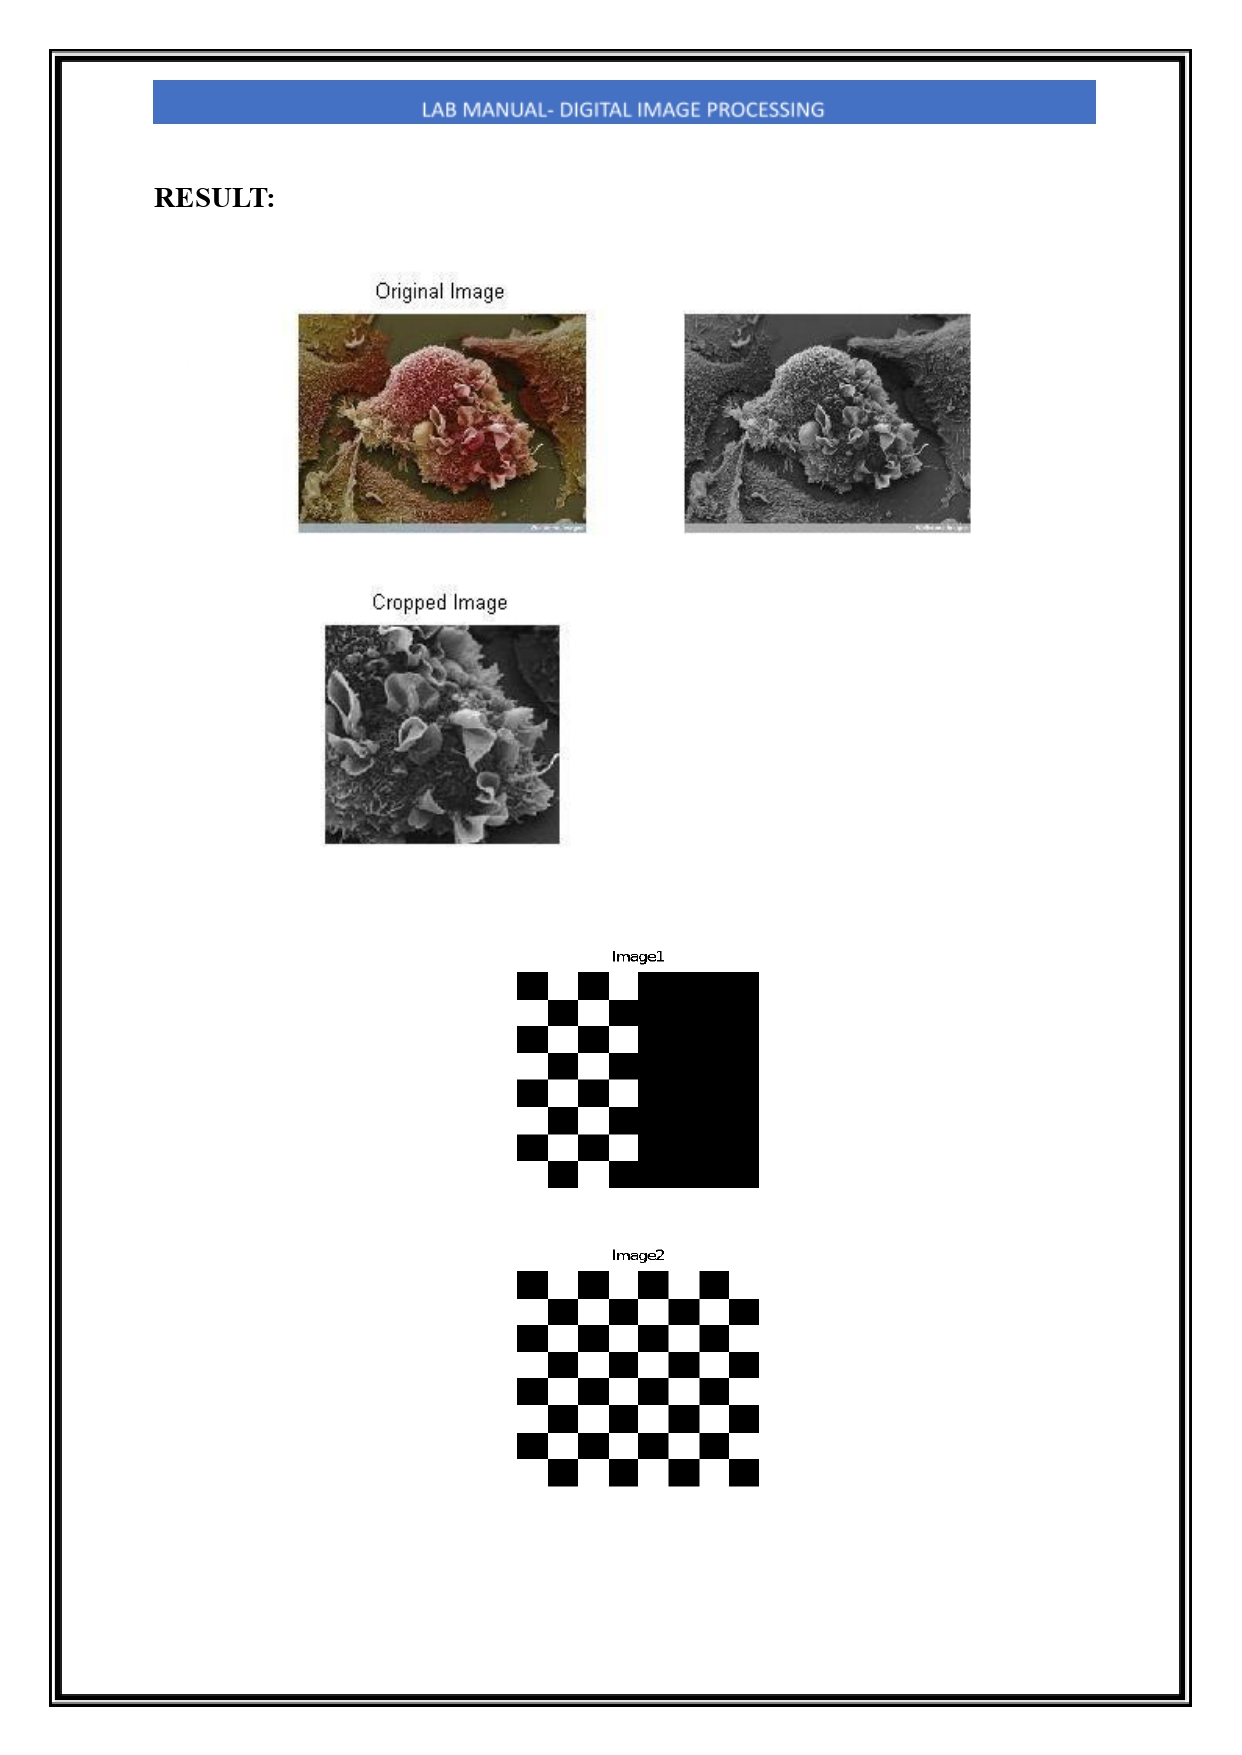 LAB MANUAL- DIGITAL IMAGE PROCESSING
RESULT:
Original Image
Cropped Image
Image1
Image2